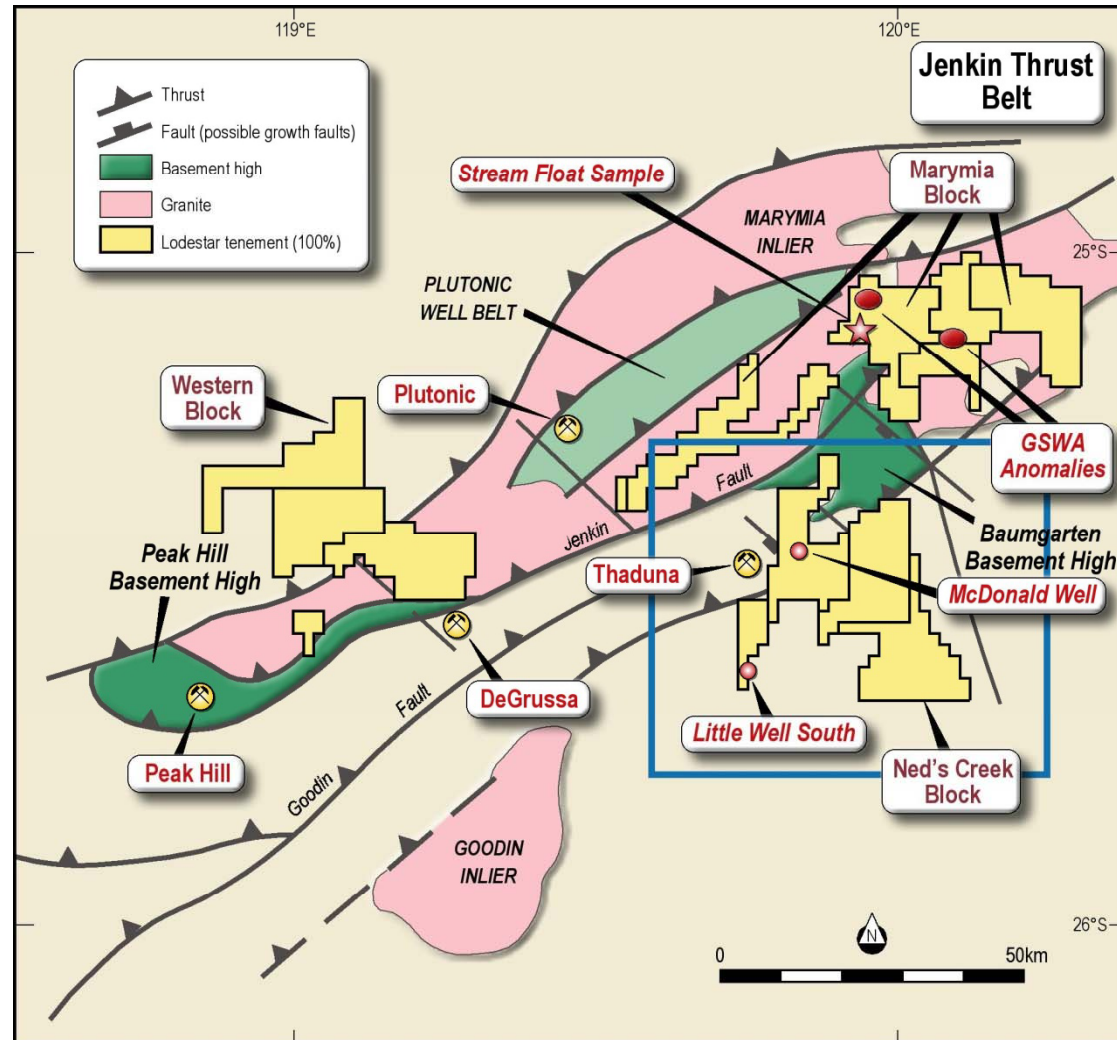 119°E
120°E
Jenkin Thrust
Belt
Thrust
Fault (possible growth faults)
Basement high
Granite
Lodestar tenement (100%)
Stream Float Sample
Marymia
Block
MARYMIA
INLIER
25°S
PLUTONIC
WELL BELT
Western
Block
Plutonic
GSWA
Anomalies
Fault
Jenkin
Peak Hill
Basement High
Baumgarten
Basement High
Thaduna
McDonald Well
DeGrussa
Fault
Little Well South
Peak Hill
Ned's Creek
Block
Goodin
GOODIN
INLIER
26°S
N
0
50km